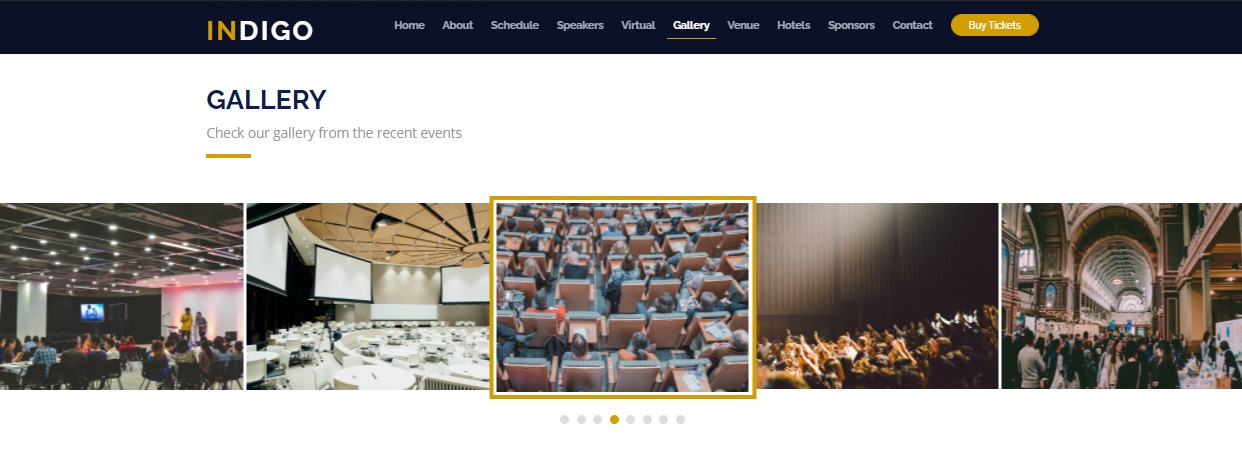 INDIGO
Home About Schedule Speakers Virtual Gallery Venue Hotels Sponsors Contact Buy Tickets
GALLERY
Check our gallery from the recent events